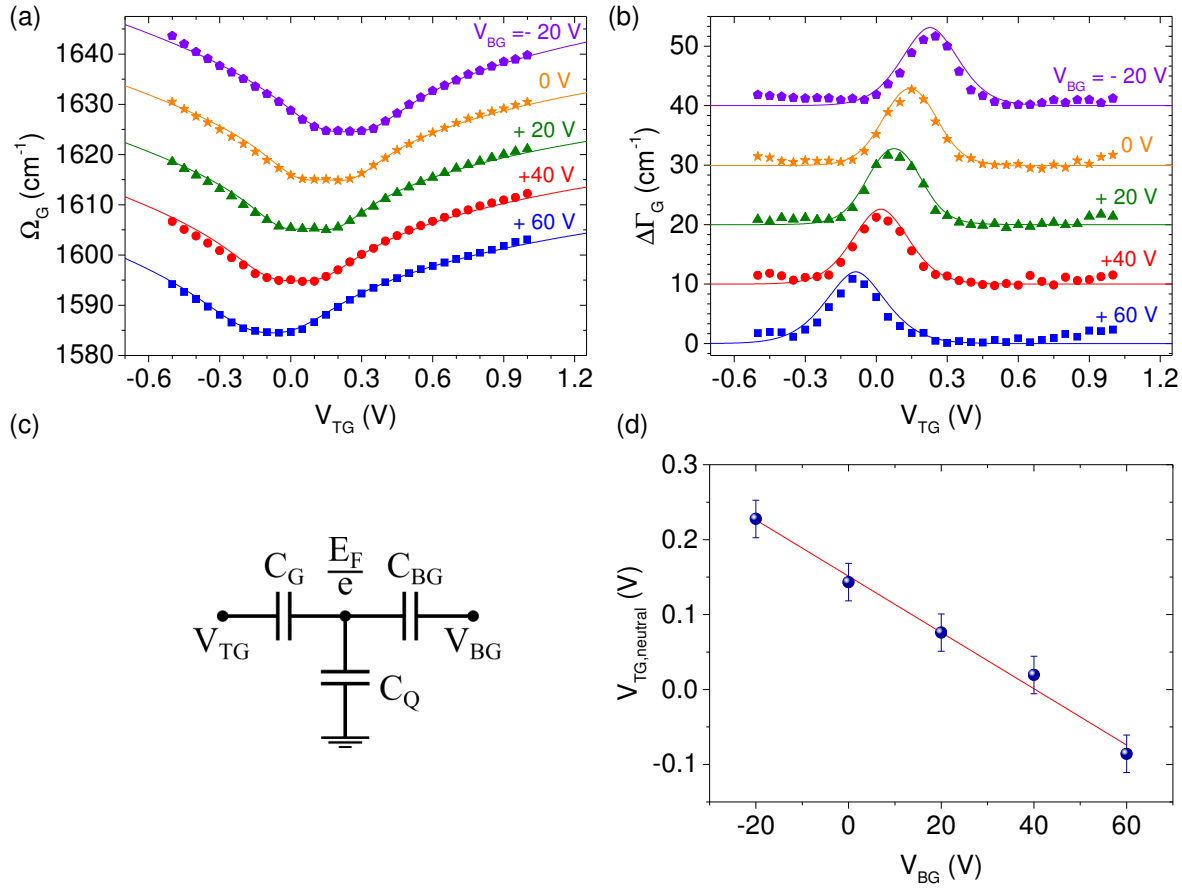 (a)
Ω_G (cm⁻¹)
1640
1630
1620
1610
1600
1590
1580
V_BG =- 20 V
0 V
+ 20 V
+40 V
+ 60 V
-0.6 -0.3 0.0 0.3 0.6 0.9 1.2
V_TG (V)
(b)
ΔΓ_G (cm⁻¹)
50
40
30
20
10
0
V_BG = - 20 V
0 V
+ 20 V
+40 V
+ 60 V
-0.6 -0.3 0.0 0.3 0.6 0.9 1.2
V_TG (V)
(c)
C_G E_F/e C_BG
V_TG V_BG
C_Q
(d)
V_TG,neutral (V)
0.3
0.2
0.1
0.0
-0.1
-20 0 20 40 60
V_BG (V)